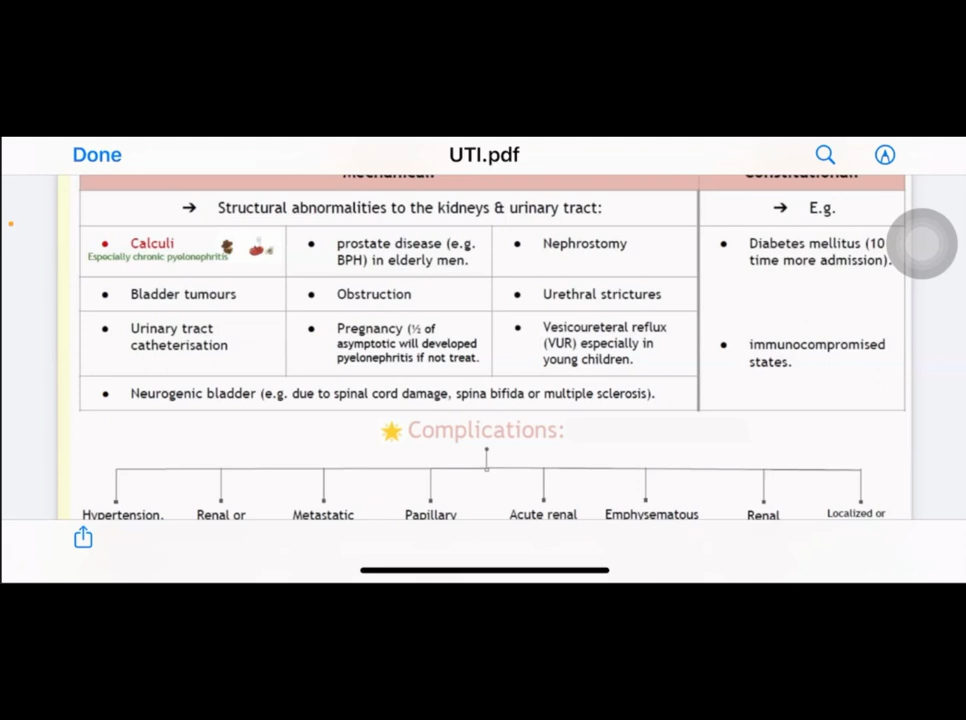 Done
UTI.pdf
Mechanical:
Constitutional:
→ Structural abnormalities to the kidneys & urinary tract:
→ E.g.
• Calculi
Especially chronic pyelonephritis
• prostate disease (e.g.
BPH) in elderly men.
• Nephrostomy
• Diabetes mellitus (10
time more admission).
• Bladder tumours
• Obstruction
• Urethral strictures
• Urinary tract
catheterisation
• Pregnancy (½ of
asymptotic will developed
pyelonephritis if not treat.
• Vesicoureteral reflux
(VUR) especially in
young children.
• immunocompromised
states.
• Neurogenic bladder (e.g. due to spinal cord damage, spina bifida or multiple sclerosis).
Complications:
Hypertension.
Renal or
Metastatic
Papillary
Acute renal
Emphysematous
Renal
Localized or